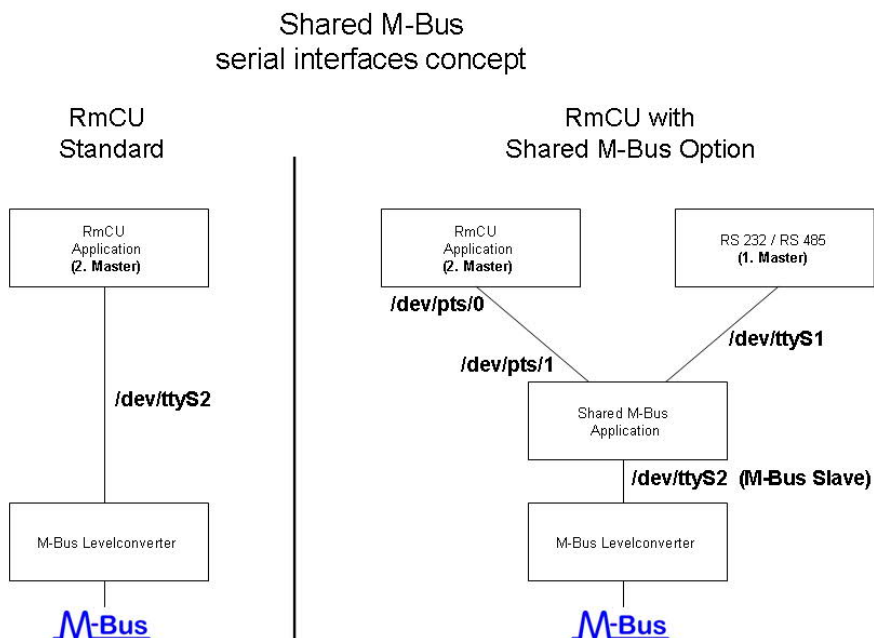 Shared M-Bus
serial interfaces concept
RmCU
Standard
RmCU
Application
(2. Master)
/dev/ttyS2
M-Bus Levelconverter
M-Bus
RmCU with
Shared M-Bus Option
RmCU
Application
(2. Master)
RS 232 / RS 485
(1. Master)
/dev/pts/0
/dev/ttyS1
/dev/pts/1
Shared M-Bus
Application
/dev/ttyS2 (M-Bus Slave)
M-Bus Levelconverter
M-Bus